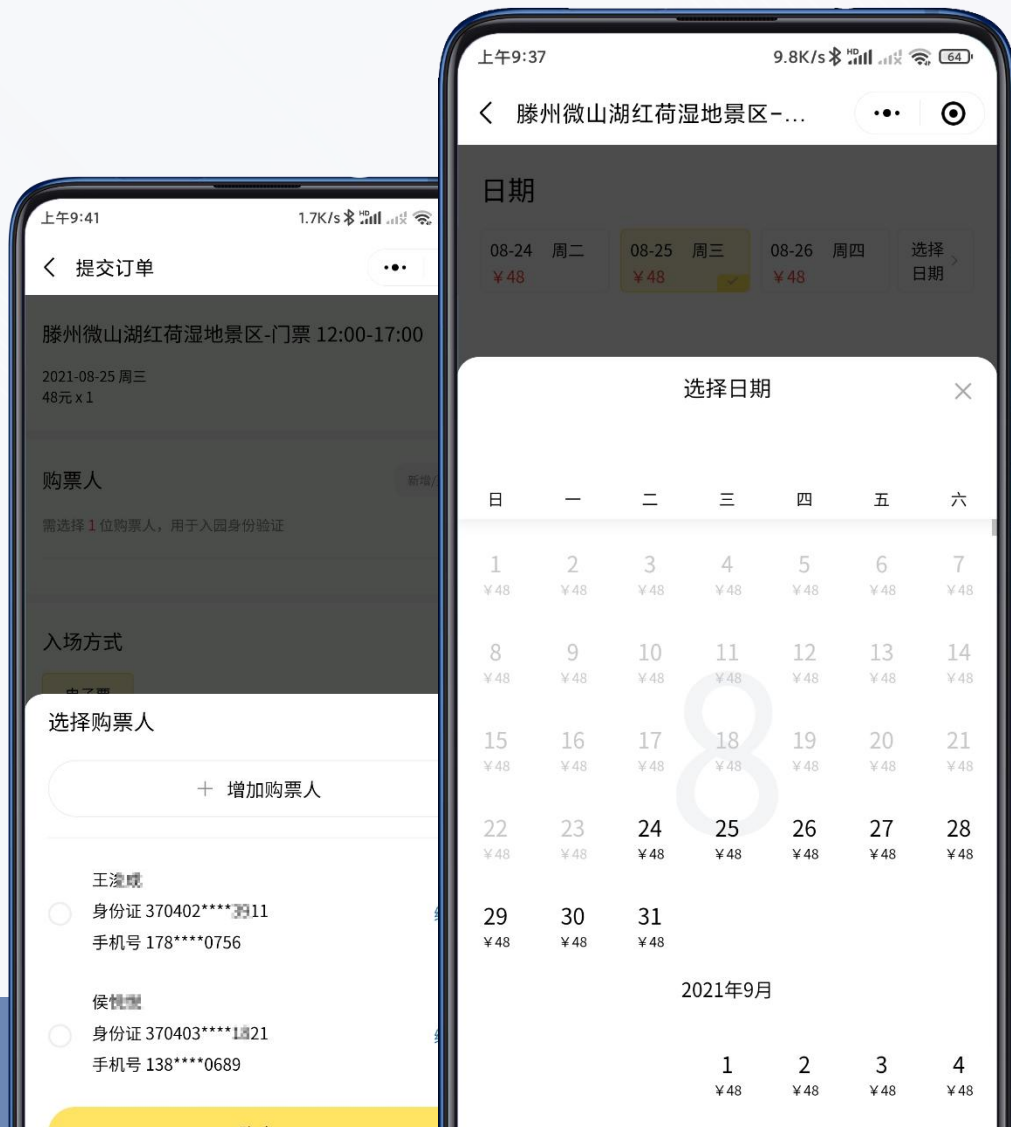 上午9:41
1.7K/s
提交订单
滕州微山湖红荷湿地景区-门票 12:00-17:00
2021-08-25 周三
48元 x 1
购票人
新增/
需选择 1 位购票人，用于入园身份验证
入场方式
电子票
选择购票人
+ 增加购票人
王
身份证 370402****3911
手机号 178****0756
侯
身份证 370403****1821
手机号 138****0689
上午9:37
9.8K/s
HD
64
滕州微山湖红荷湿地景区-...
日期
08-24 周二 08-25 周三 08-26 周四 选择
¥48 ¥48 ¥48 日期
选择日期
日 一 二 三 四 五 六
8
1 2 3 4 5 6 7
¥48 ¥48 ¥48 ¥48 ¥48 ¥48 ¥48
8 9 10 11 12 13 14
¥48 ¥48 ¥48 ¥48 ¥48 ¥48 ¥48
15 16 17 18 19 20 21
¥48 ¥48 ¥48 ¥48 ¥48 ¥48 ¥48
22 23 24 25 26 27 28
¥48 ¥48 ¥48 ¥48 ¥48 ¥48 ¥48
29 30 31
¥48 ¥48 ¥48
2021年9月
1 2 3 4
¥48 ¥48 ¥48 ¥48